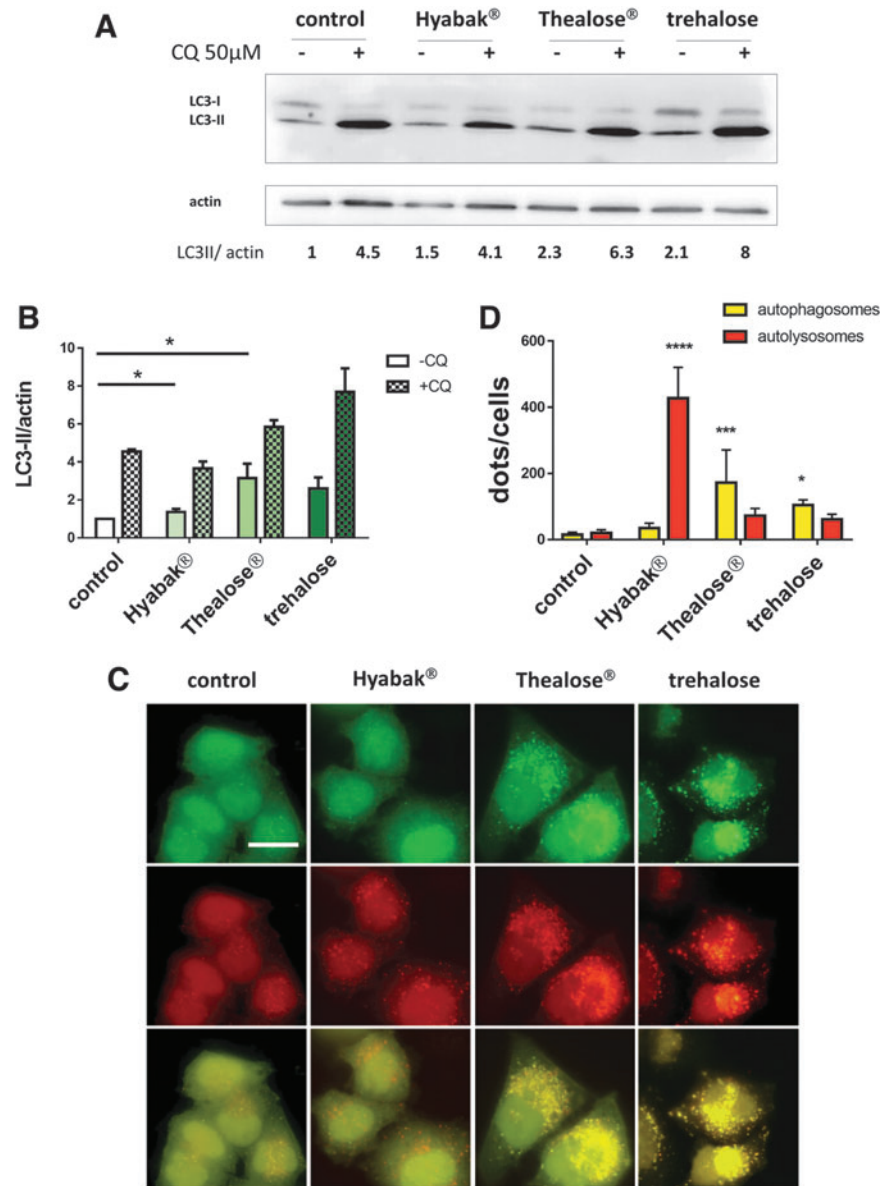 A
control Hyabak® Thealose® trehalose
CQ 50µM - + - + - + - +
LC3-I
LC3-II
actin
LC3II/ actin 1 4.5 1.5 4.1 2.3 6.3 2.1 8
B
LC3-II/actin
10
8
6
4
2
0
*
*
-CQ
+CQ
control Hyabak® Thealose® trehalose
D
autophagosomes
autolysosomes
dots/cells
600
400
200
0
****
***
*
control Hyabak® Thealose® trehalose
C
control Hyabak® Thealose® trehalose